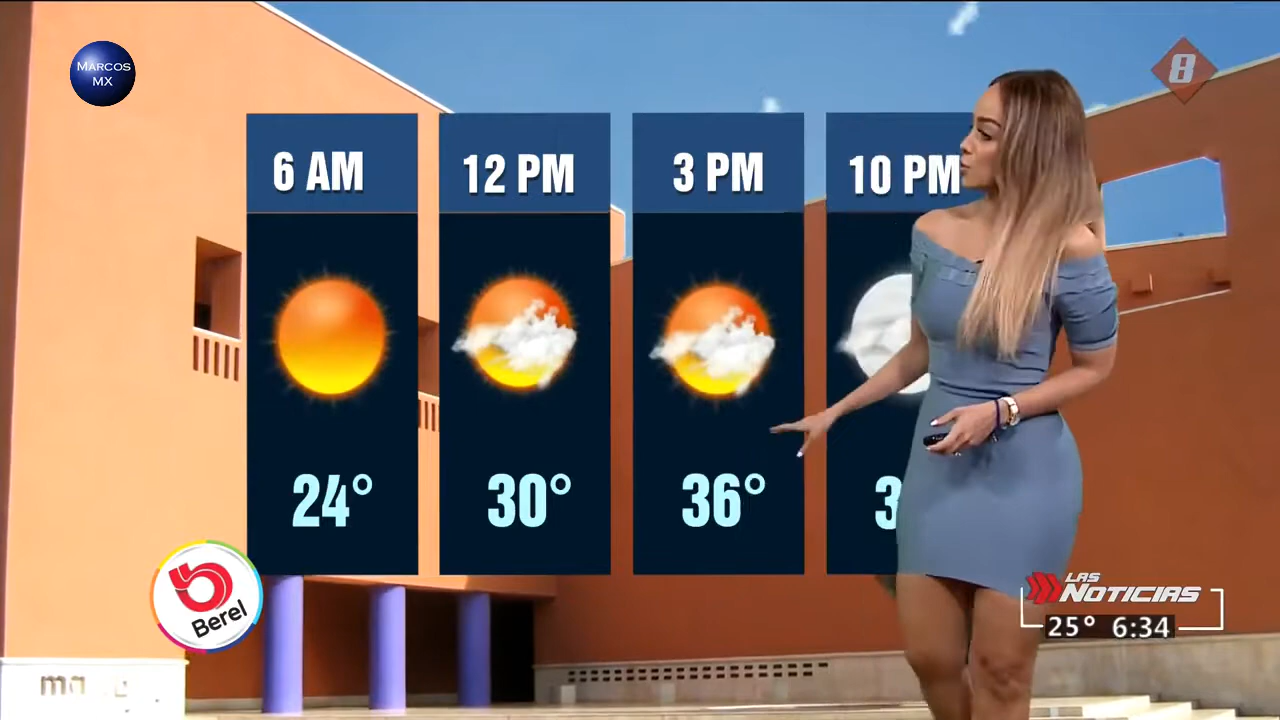 MARCOS
MX
8
6 AM
12 PM
3 PM
10 PM
24°
30°
36°
3
Berel
LAS
NOTICIAS
25° 6:34